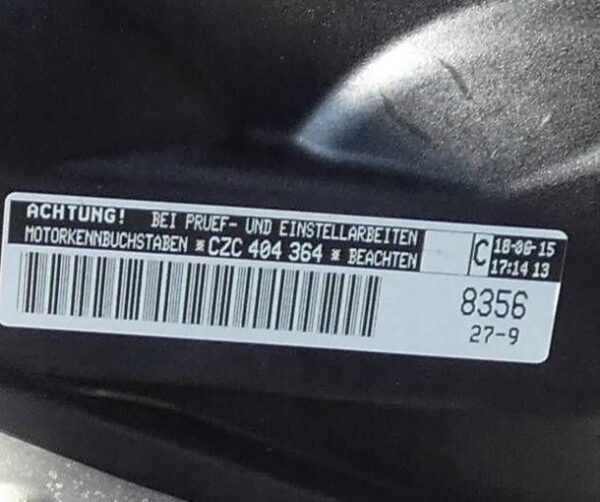 ACHTUNG! BEI PRUEF- UND EINSTELLARBEITEN
MOTORKENNBUCHSTABEN * CZC 404 364 * BEACHTEN
C
18-06-15
17:14 13
8356
27-9